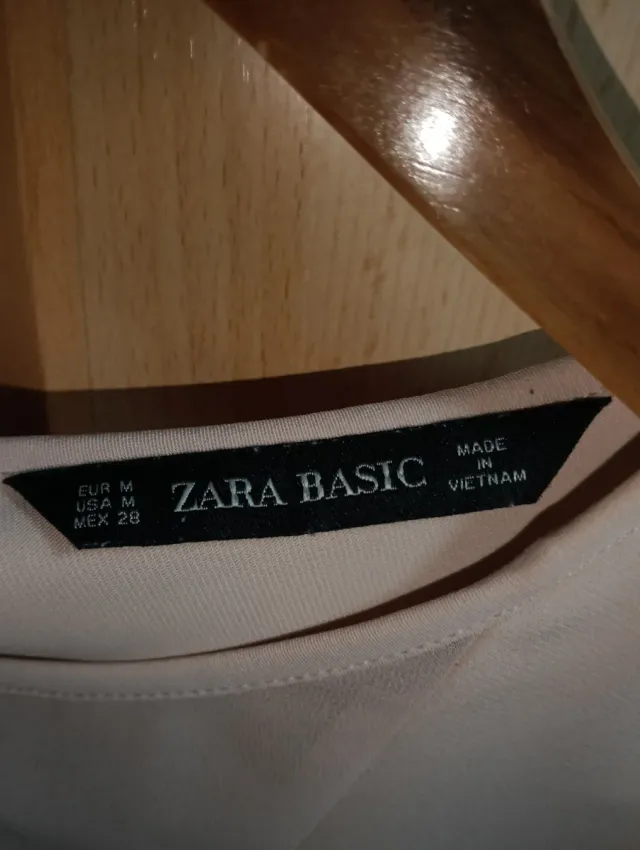 EUR M
USA M
MEX 28
ZARA BASIC
MADE
IN
VIETNAM